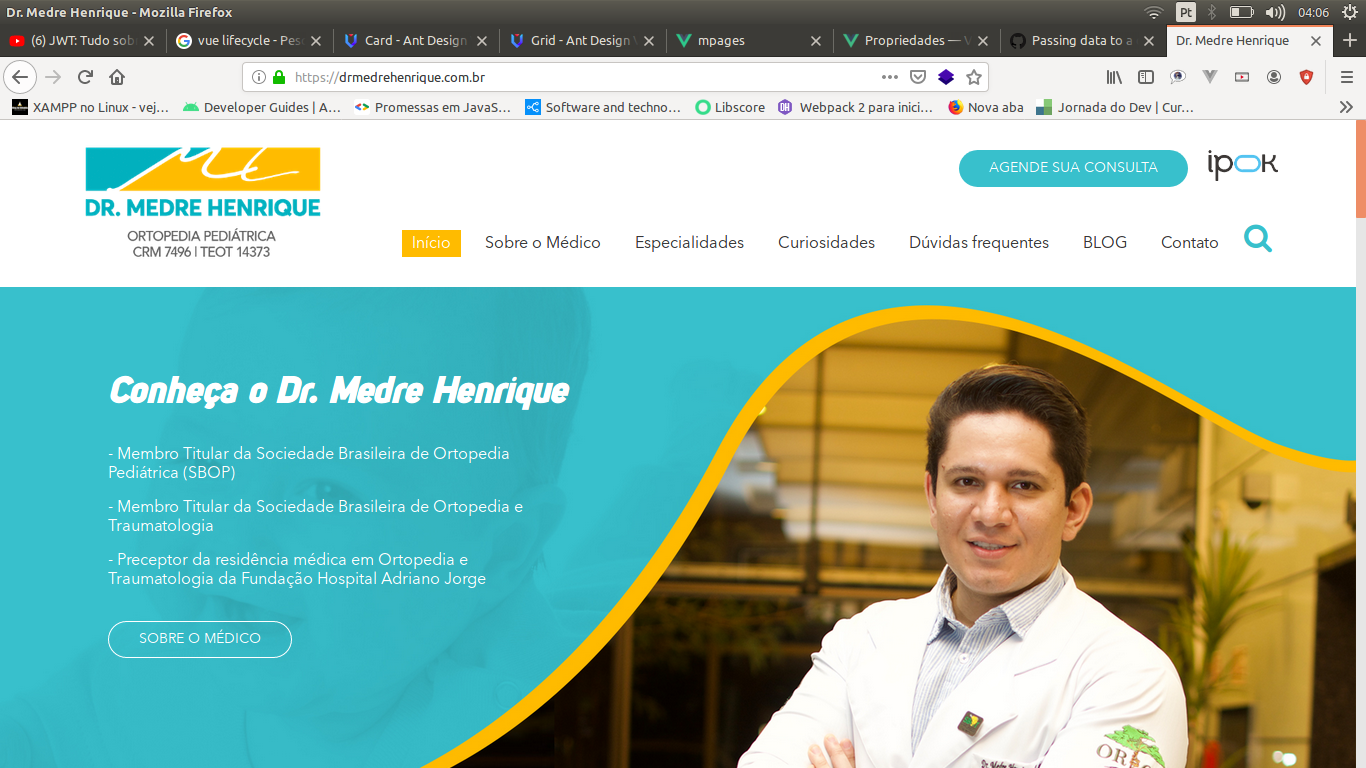 Dr. Medre Henrique - Mozilla Firefox
Pt
04:06
(6) JWT: Tudo sob
vue lifecycle - Pes
Card - Ant Design
Grid - Ant Design
mpages
Propriedades — V
Passing data to a
Dr. Medre Henrique
https://drmedrehenrique.com.br
XAMPP no Linux - vej…
Developer Guides | A…
Promessas em JavaS…
Software and techno…
Libscore
Webpack 2 para inici…
Nova aba
Jornada do Dev | Cur…
DR. MEDRE HENRIQUE
ORTOPEDIA PEDIÁTRICA
CRM 7496 | TEOT 14373
AGENDE SUA CONSULTA
ipok
Início
Sobre o Médico
Especialidades
Curiosidades
Dúvidas frequentes
BLOG
Contato
Conheça o Dr. Medre Henrique
- Membro Titular da Sociedade Brasileira de Ortopedia
Pediátrica (SBOP)
- Membro Titular da Sociedade Brasileira de Ortopedia e
Traumatologia
- Preceptor da residência médica em Ortopedia e
Traumatologia da Fundação Hospital Adriano Jorge
SOBRE O MÉDICO
Dr. Medre